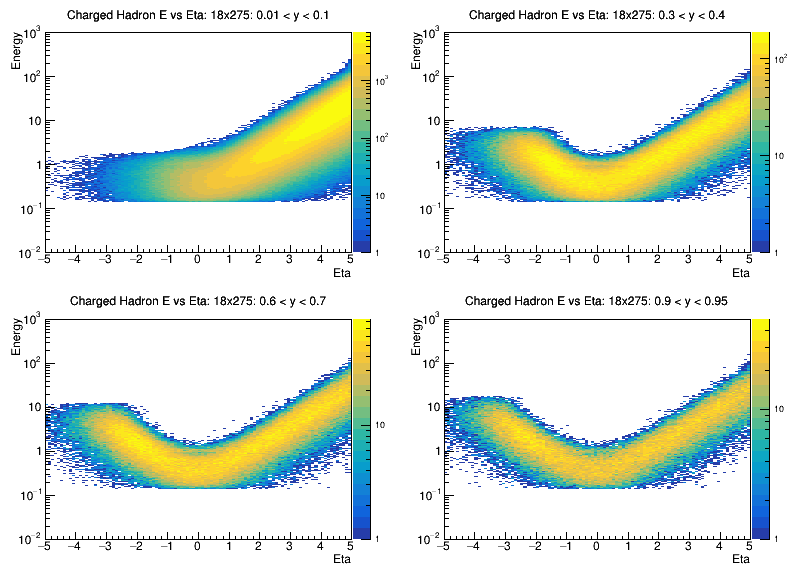 Charged Hadron E vs Eta: 18x275: 0.01 < y < 0.1
Energy
10³
10²
10
1
10⁻¹
10⁻²
−5 −4 −3 −2 −1 0 1 2 3 4 5
Eta
10³
10²
10
1
Charged Hadron E vs Eta: 18x275: 0.3 < y < 0.4
Energy
10³
10²
10
1
10⁻¹
10⁻²
−5 −4 −3 −2 −1 0 1 2 3 4 5
Eta
10²
10
1
Charged Hadron E vs Eta: 18x275: 0.6 < y < 0.7
Energy
10³
10²
10
1
10⁻¹
10⁻²
−5 −4 −3 −2 −1 0 1 2 3 4 5
Eta
10
1
Charged Hadron E vs Eta: 18x275: 0.9 < y < 0.95
Energy
10³
10²
10
1
10⁻¹
10⁻²
−5 −4 −3 −2 −1 0 1 2 3 4 5
Eta
10
1